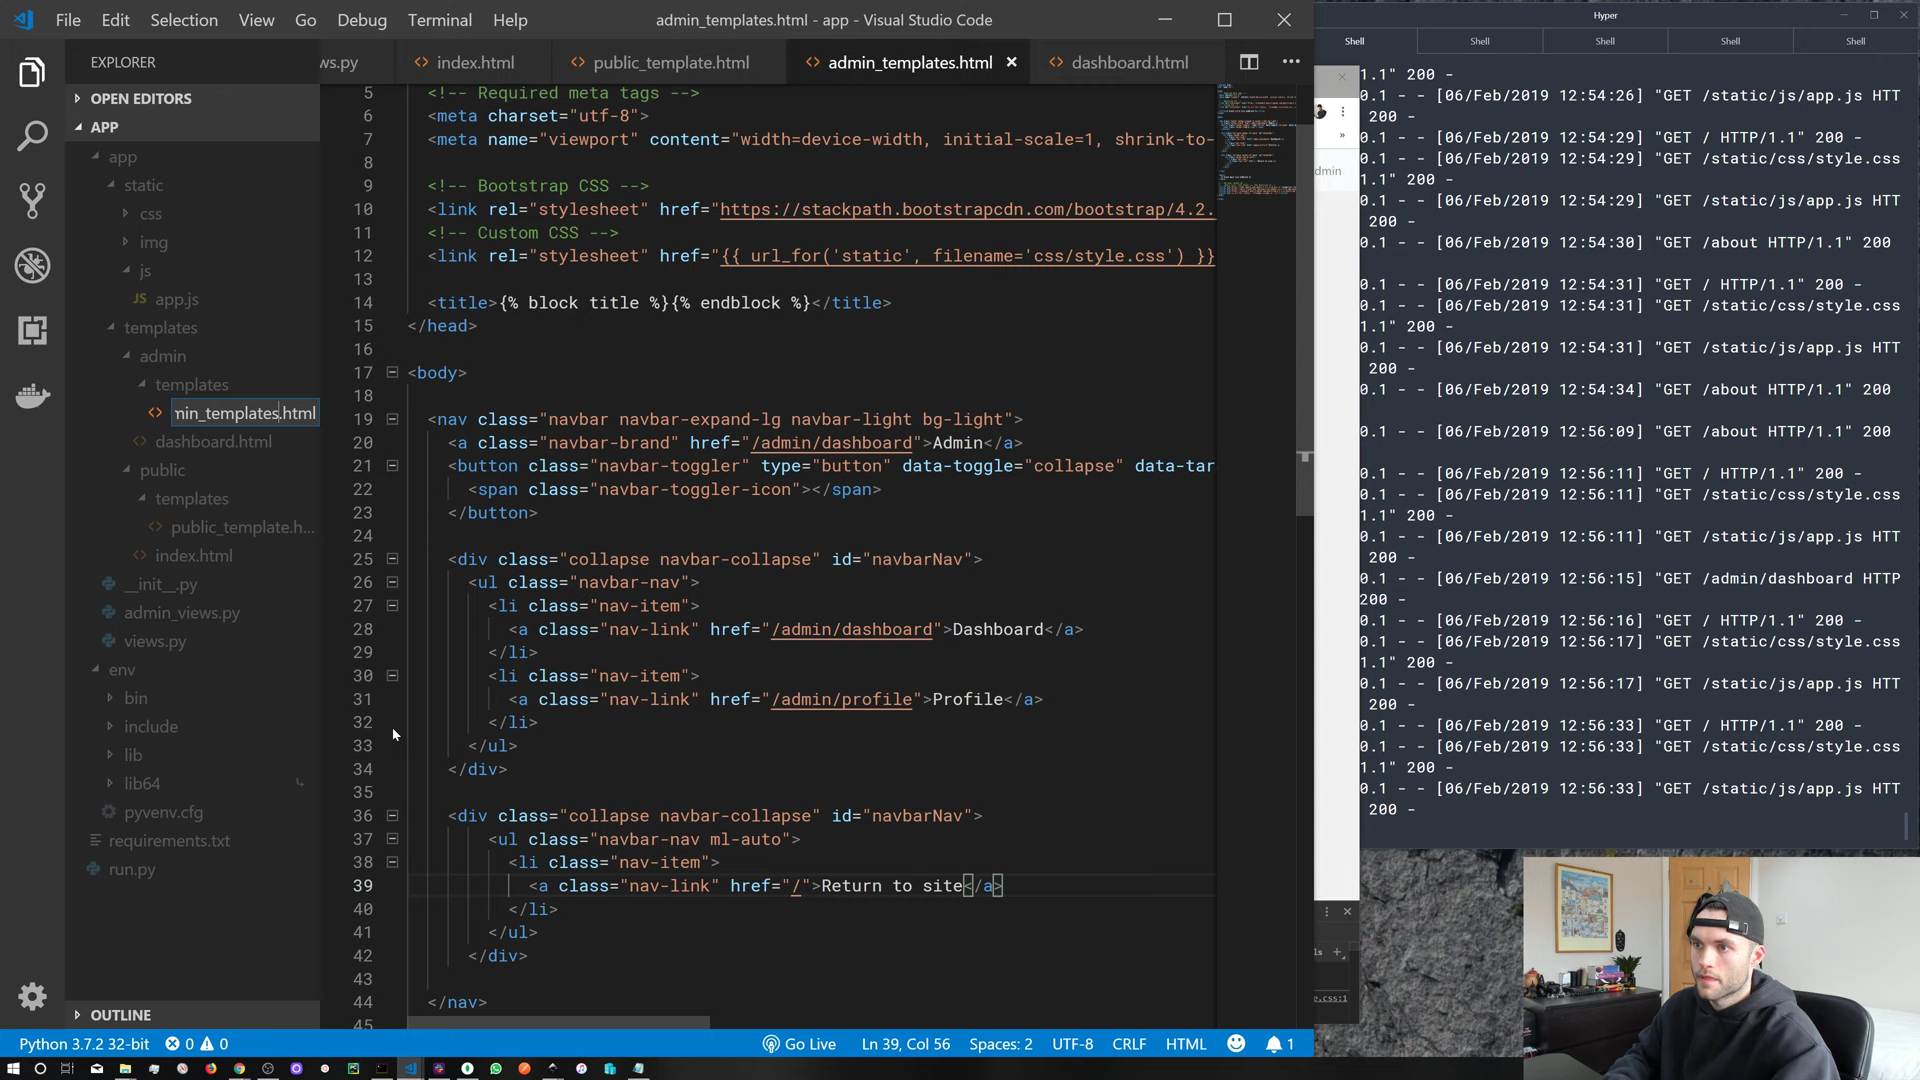 File Edit Selection View Go Debug Terminal Help
admin_templates.html - app - Visual Studio Code
EXPLORER
OPEN EDITORS
APP
app
static
css
img
js
JS app.js
templates
admin
templates
min_templates.html
dashboard.html
public
templates
public_template.h...
index.html
__init__.py
admin_views.py
views.py
env
bin
include
lib
lib64
pyvenv.cfg
requirements.txt
run.py
OUTLINE
ws.py index.html public_template.html admin_templates.html dashboard.html
5 <!-- Required meta tags -->
6 <meta charset="utf-8">
7 <meta name="viewport" content="width=device-width, initial-scale=1, shrink-to-
8
9 <!-- Bootstrap CSS -->
10 <link rel="stylesheet" href="https://stackpath.bootstrapcdn.com/bootstrap/4.2.
11 <!-- Custom CSS -->
12 <link rel="stylesheet" href="{{ url_for('static', filename='css/style.css') }}
13
14 <title>{% block title %}{% endblock %}</title>
15 </head>
16
17 <body>
18
19 <nav class="navbar navbar-expand-lg navbar-light bg-light">
20 <a class="navbar-brand" href="/admin/dashboard">Admin</a>
21 <button class="navbar-toggler" type="button" data-toggle="collapse" data-tar
22 <span class="navbar-toggler-icon"></span>
23 </button>
24
25 <div class="collapse navbar-collapse" id="navbarNav">
26 <ul class="navbar-nav">
27 <li class="nav-item">
28 <a class="nav-link" href="/admin/dashboard">Dashboard</a>
29 </li>
30 <li class="nav-item">
31 <a class="nav-link" href="/admin/profile">Profile</a>
32 </li>
33 </ul>
34 </div>
35
36 <div class="collapse navbar-collapse" id="navbarNav">
37 <ul class="navbar-nav ml-auto">
38 <li class="nav-item">
39 <a class="nav-link" href="/">Return to site</a>
40 </li>
41 </ul>
42 </div>
43
44 </nav>
45
Python 3.7.2 32-bit 0 0 Go Live Ln 39, Col 56 Spaces: 2 UTF-8 CRLF HTML 1
Hyper
Shell Shell Shell Shell Shell
dmin
ls
e.css:1
1.1" 200 -
0.1 - - [06/Feb/2019 12:54:26] "GET /static/js/app.js HTT
200 -
0.1 - - [06/Feb/2019 12:54:29] "GET / HTTP/1.1" 200 -
0.1 - - [06/Feb/2019 12:54:29] "GET /static/css/style.css
1.1" 200 -
0.1 - - [06/Feb/2019 12:54:29] "GET /static/js/app.js HTT
200 -
0.1 - - [06/Feb/2019 12:54:30] "GET /about HTTP/1.1" 200
0.1 - - [06/Feb/2019 12:54:31] "GET / HTTP/1.1" 200 -
0.1 - - [06/Feb/2019 12:54:31] "GET /static/css/style.css
1.1" 200 -
0.1 - - [06/Feb/2019 12:54:31] "GET /static/js/app.js HTT
200 -
0.1 - - [06/Feb/2019 12:54:34] "GET /about HTTP/1.1" 200
0.1 - - [06/Feb/2019 12:56:09] "GET /about HTTP/1.1" 200
0.1 - - [06/Feb/2019 12:56:11] "GET / HTTP/1.1" 200 -
0.1 - - [06/Feb/2019 12:56:11] "GET /static/css/style.css
1.1" 200 -
0.1 - - [06/Feb/2019 12:56:11] "GET /static/js/app.js HTT
200 -
0.1 - - [06/Feb/2019 12:56:15] "GET /admin/dashboard HTTP
200 -
0.1 - - [06/Feb/2019 12:56:16] "GET / HTTP/1.1" 200 -
0.1 - - [06/Feb/2019 12:56:17] "GET /static/css/style.css
1.1" 200 -
0.1 - - [06/Feb/2019 12:56:17] "GET /static/js/app.js HTT
200 -
0.1 - - [06/Feb/2019 12:56:33] "GET / HTTP/1.1" 200 -
0.1 - - [06/Feb/2019 12:56:33] "GET /static/css/style.css
1.1" 200 -
0.1 - - [06/Feb/2019 12:56:33] "GET /static/js/app.js HTT
200 -